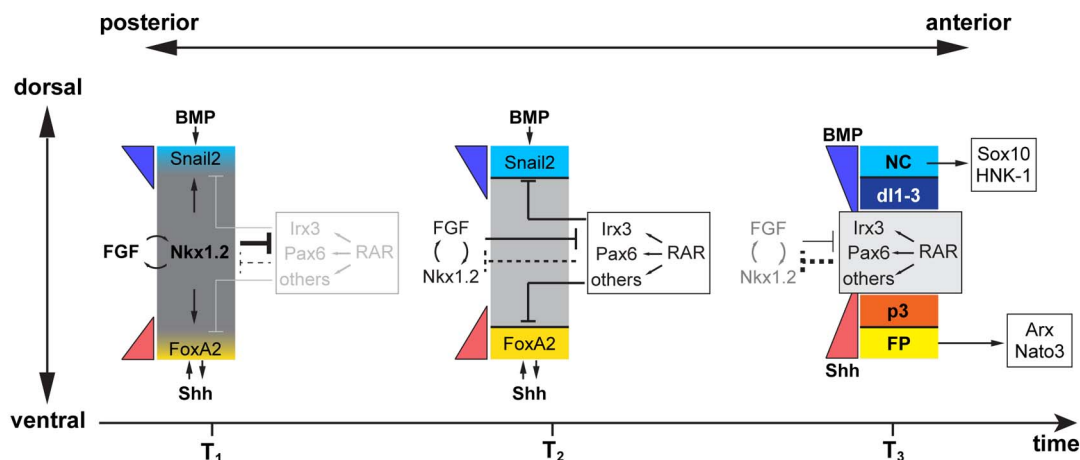 posterior
anterior
dorsal
ventral
BMP
Snail2
FGF
Nkx1.2
Irx3
Pax6
RAR
others
FoxA2
Shh
BMP
Snail2
FGF
Nkx1.2
Irx3
Pax6
RAR
others
FoxA2
Shh
BMP
NC
dI1-3
Sox10
HNK-1
FGF
Nkx1.2
Irx3
Pax6
RAR
others
p3
FP
Arx
Nato3
Shh
T1
T2
T3
time